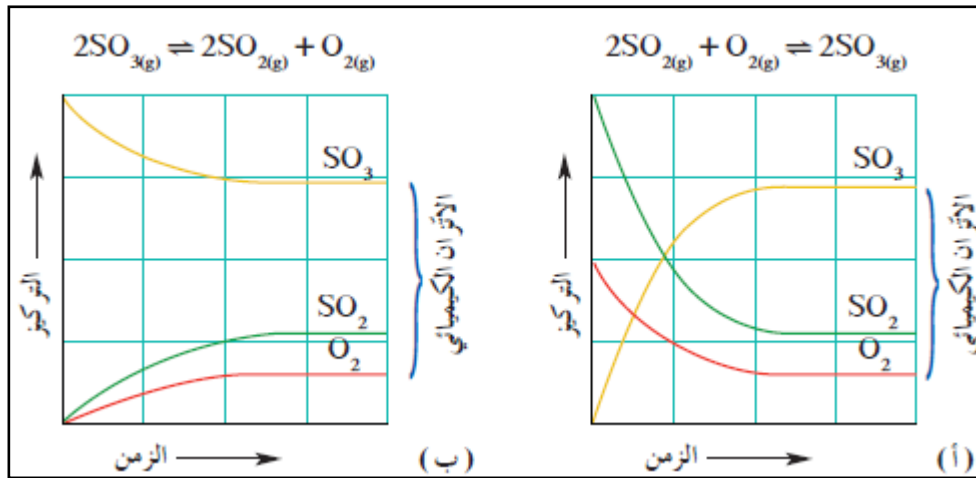 2SO₂(g) + O₂(g) ⇌ 2SO₃(g)
SO₃
SO₂
O₂
التركيز
الاتزان الكيميائي
الزمن
(أ)
2SO₃(g) ⇌ 2SO₂(g) + O₂(g)
SO₃
SO₂
O₂
التركيز
الاتزان الكيميائي
الزمن
(ب)